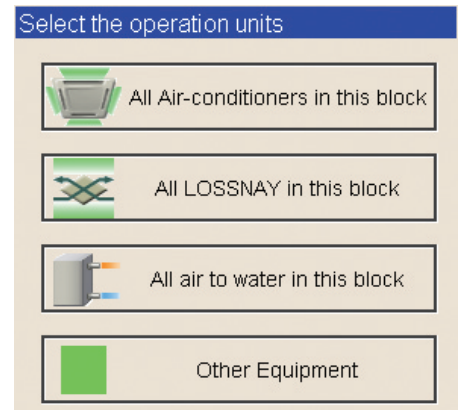 Select the operation units
All Air-conditioners in this block
All LOSSNAY in this block
All air to water in this block
Other Equipment